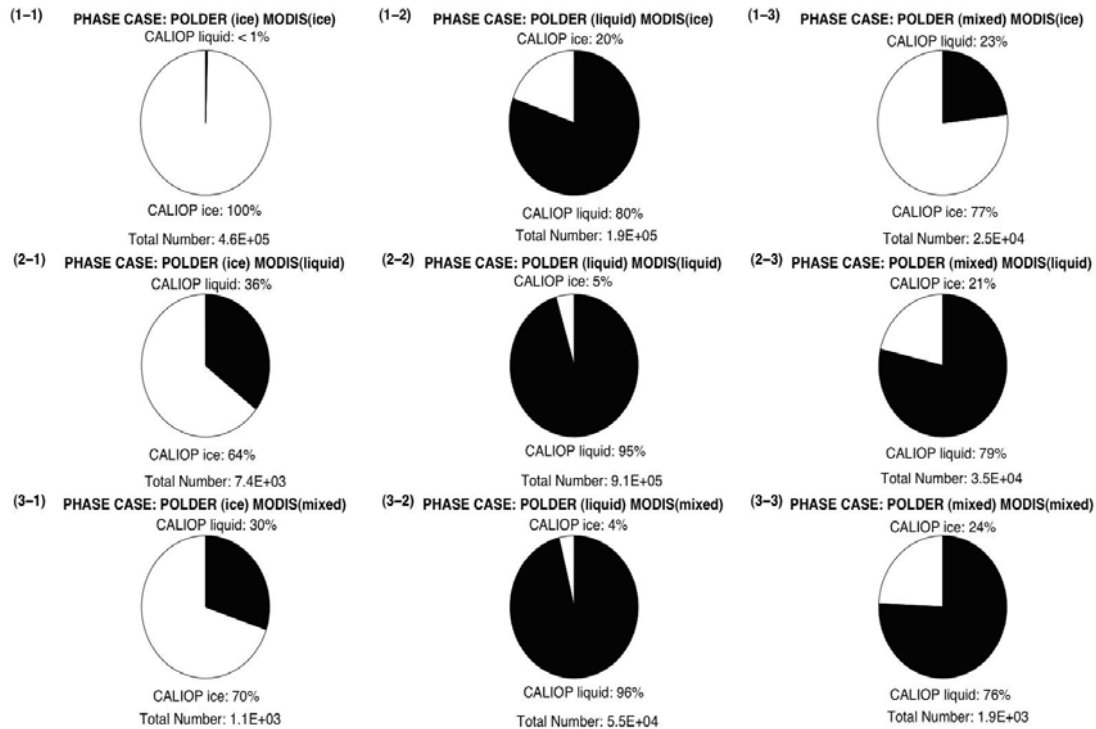 (1–1) PHASE CASE: POLDER (ice) MODIS(ice)
CALIOP liquid: < 1%
CALIOP ice: 100%
Total Number: 4.6E+05
(1–2) PHASE CASE: POLDER (liquid) MODIS(ice)
CALIOP ice: 20%
CALIOP liquid: 80%
Total Number: 1.9E+05
(1–3) PHASE CASE: POLDER (mixed) MODIS(ice)
CALIOP liquid: 23%
CALIOP ice: 77%
Total Number: 2.5E+04
(2–1) PHASE CASE: POLDER (ice) MODIS(liquid)
CALIOP liquid: 36%
CALIOP ice: 64%
Total Number: 7.4E+03
(2–2) PHASE CASE: POLDER (liquid) MODIS(liquid)
CALIOP ice: 5%
CALIOP liquid: 95%
Total Number: 9.1E+05
(2–3) PHASE CASE: POLDER (mixed) MODIS(liquid)
CALIOP ice: 21%
CALIOP liquid: 79%
Total Number: 3.5E+04
(3–1) PHASE CASE: POLDER (ice) MODIS(mixed)
CALIOP liquid: 30%
CALIOP ice: 70%
Total Number: 1.1E+03
(3–2) PHASE CASE: POLDER (liquid) MODIS(mixed)
CALIOP ice: 4%
CALIOP liquid: 96%
Total Number: 5.5E+04
(3–3) PHASE CASE: POLDER (mixed) MODIS(mixed)
CALIOP ice: 24%
CALIOP liquid: 76%
Total Number: 1.9E+03